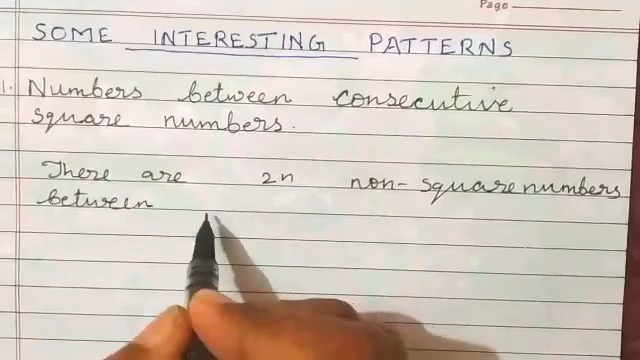 Page
SOME INTERESTING PATTERNS
1. Numbers between consecutive
square numbers.
There are 2n non-square numbers
between